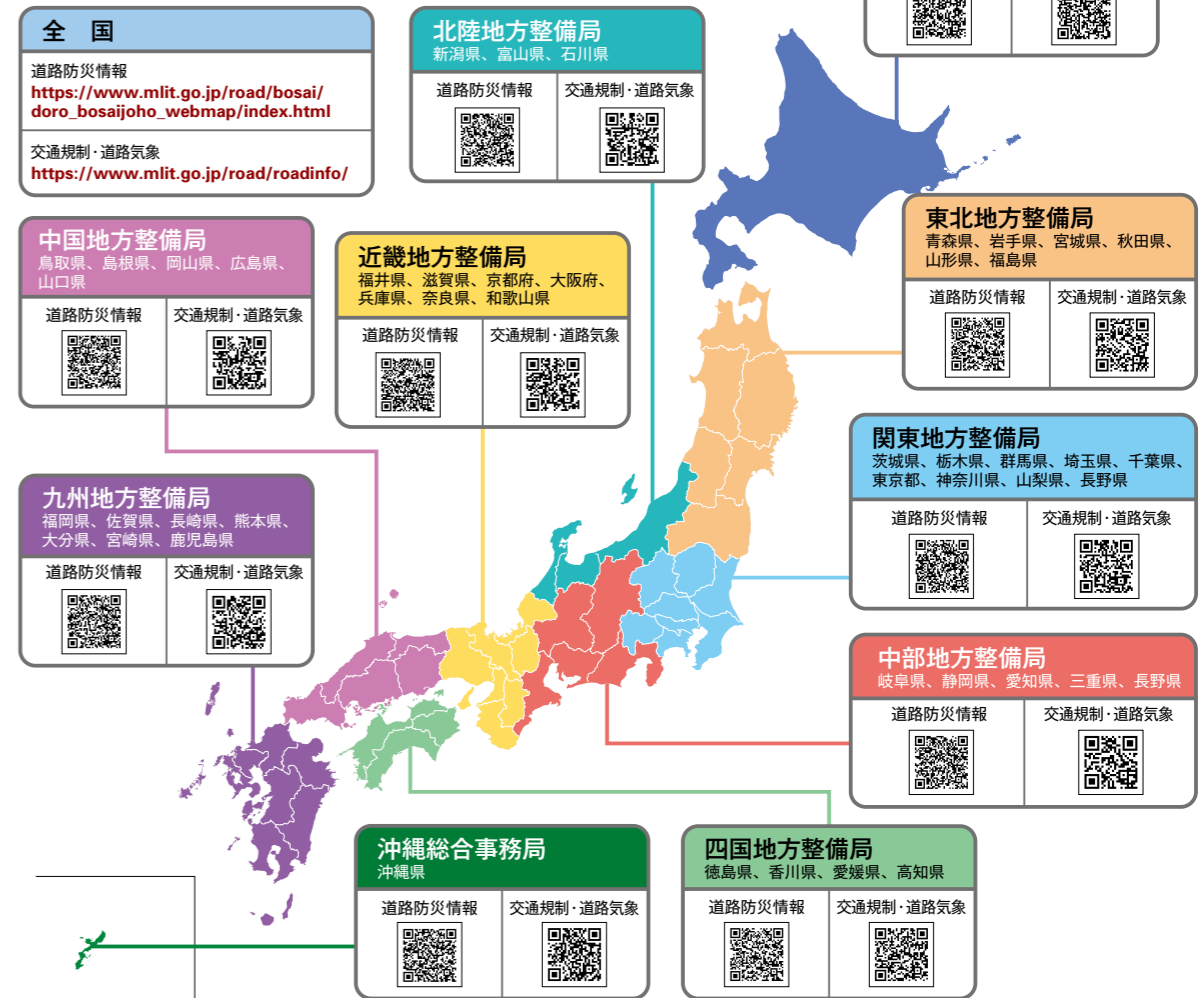 全 国
道路防災情報
https://www.mlit.go.jp/road/bosai/
doro_bosaijoho_webmap/index.html
交通規制・道路気象
https://www.mlit.go.jp/road/roadinfo/
北陸地方整備局
新潟県、富山県、石川県
道路防災情報
交通規制・道路気象
中国地方整備局
鳥取県、島根県、岡山県、広島県、
山口県
道路防災情報
交通規制・道路気象
近畿地方整備局
福井県、滋賀県、京都府、大阪府、
兵庫県、奈良県、和歌山県
道路防災情報
交通規制・道路気象
東北地方整備局
青森県、岩手県、宮城県、秋田県、
山形県、福島県
道路防災情報
交通規制・道路気象
関東地方整備局
茨城県、栃木県、群馬県、埼玉県、千葉県、
東京都、神奈川県、山梨県、長野県
道路防災情報
交通規制・道路気象
九州地方整備局
福岡県、佐賀県、長崎県、熊本県、
大分県、宮崎県、鹿児島県
道路防災情報
交通規制・道路気象
中部地方整備局
岐阜県、静岡県、愛知県、三重県、長野県
道路防災情報
交通規制・道路気象
沖縄総合事務局
沖縄県
道路防災情報
交通規制・道路気象
四国地方整備局
徳島県、香川県、愛媛県、高知県
道路防災情報
交通規制・道路気象